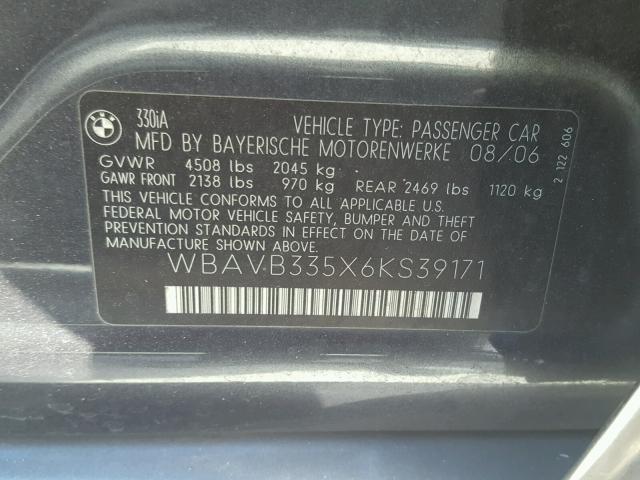 BMW
330iA VEHICLE TYPE: PASSENGER CAR
MFD BY BAYERISCHE MOTORENWERKE 08/06
GVWR 4508 lbs 2045 kg
GAWR FRONT 2138 lbs 970 kg REAR 2469 lbs 1120 kg
THIS VEHICLE CONFORMS TO ALL APPLICABLE U.S.
FEDERAL MOTOR VEHICLE SAFETY, BUMPER AND THEFT
PREVENTION STANDARDS IN EFFECT ON THE DATE OF
MANUFACTURE SHOWN ABOVE.
WBAVB335X6KS39171
2 122 606